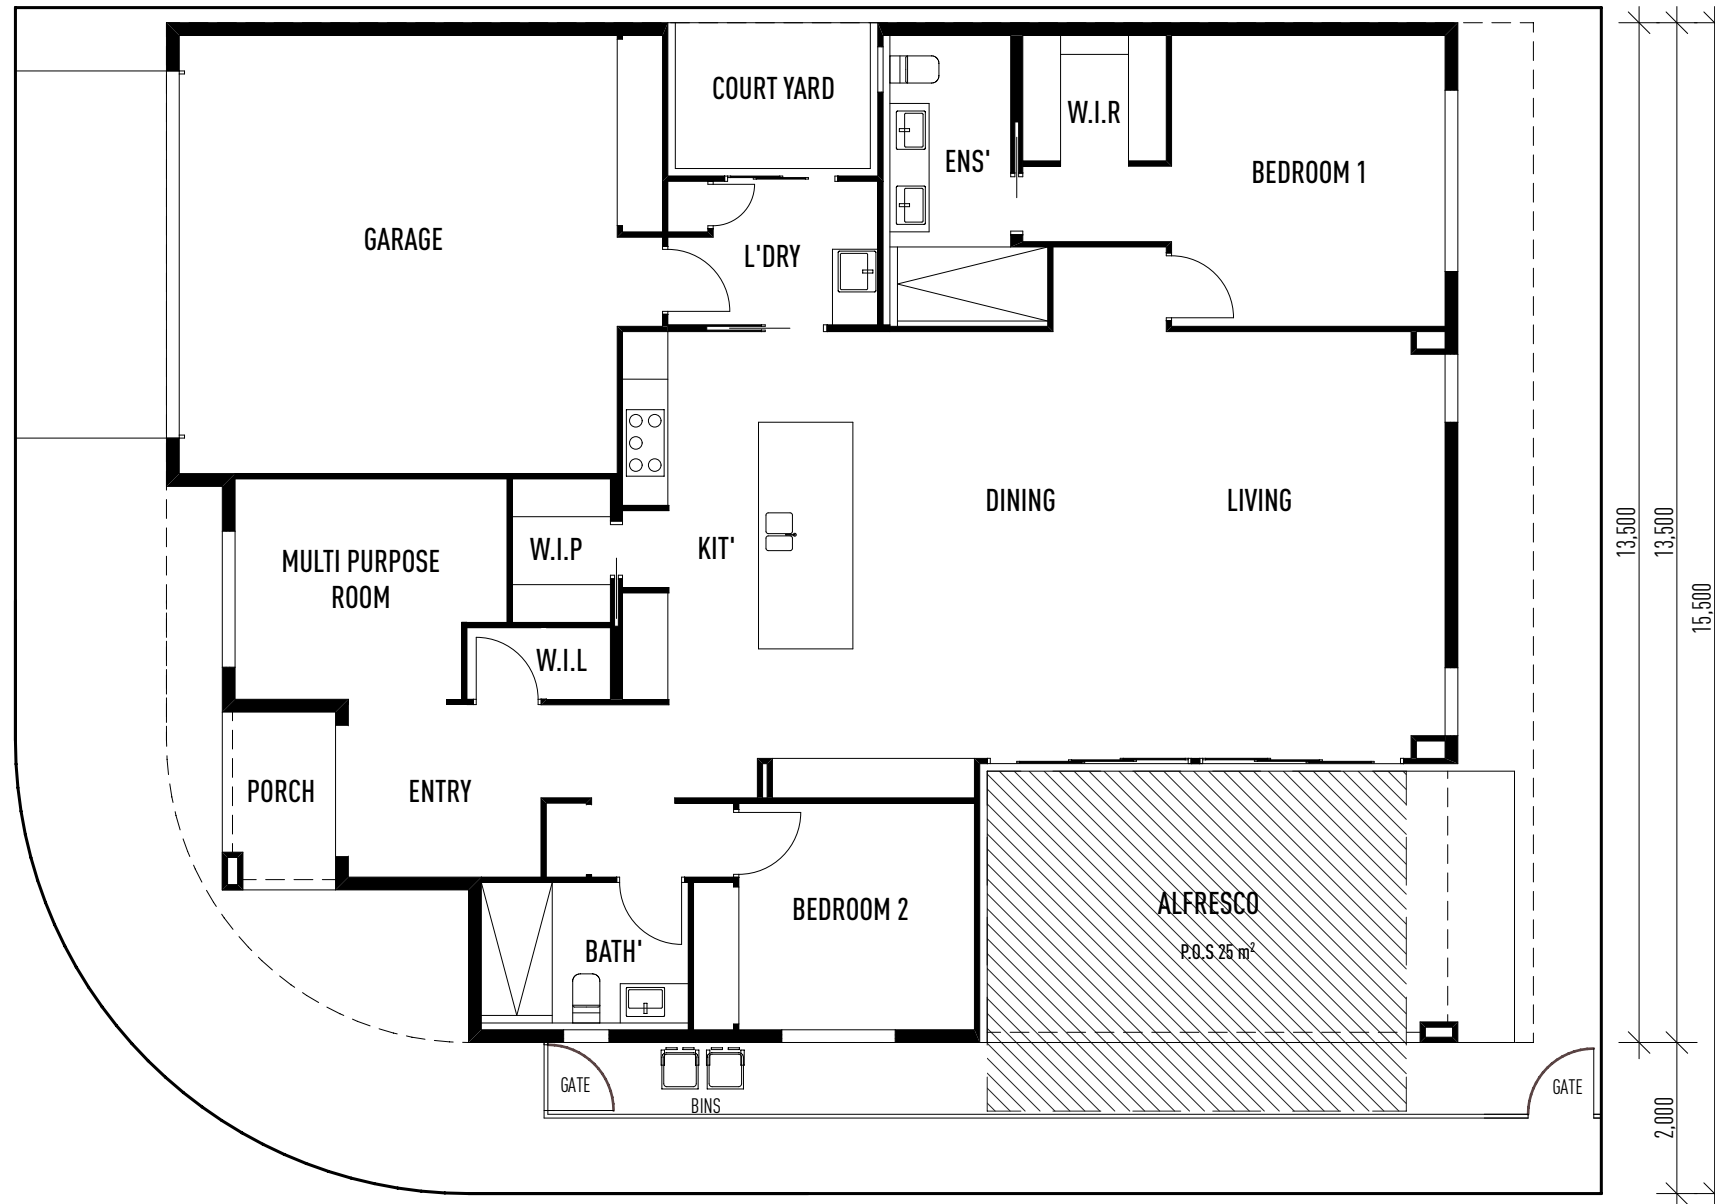 COURT YARD
W.I.R
ENS'
BEDROOM 1
GARAGE
L'DRY
DINING
LIVING
KIT'
W.I.P
MULTI PURPOSE
ROOM
W.I.L
PORCH
ENTRY
BEDROOM 2
ALFRESCO
P.O.S 25 m²
BATH'
GATE
BINS
GATE
13,500
13,500
15,500
2,000